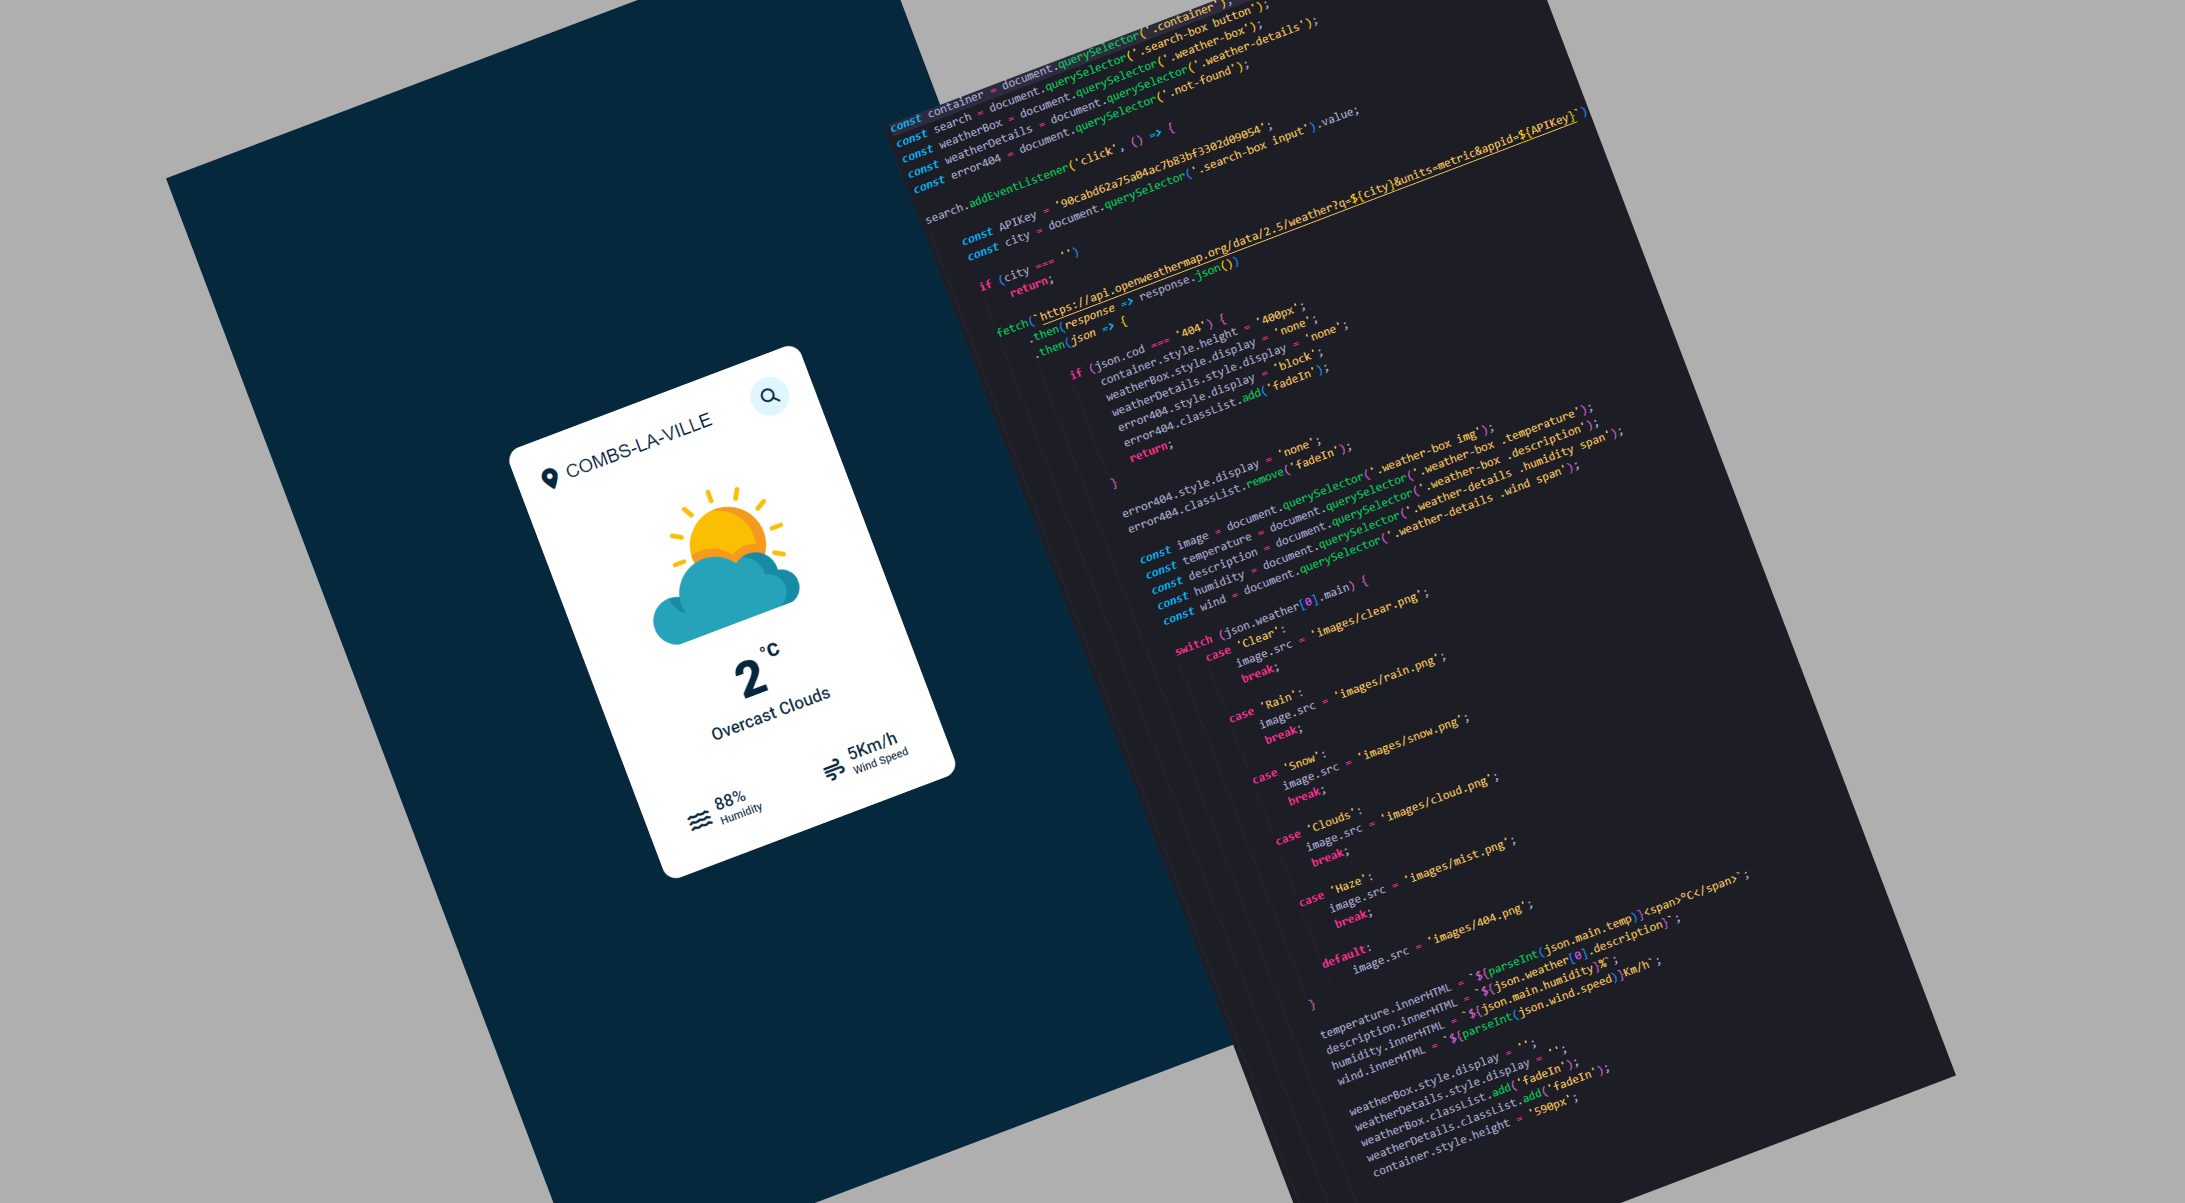 COMBS-LA-VILLE
2°C
Overcast Clouds
88%
Humidity
5Km/h
Wind Speed
const container = document.querySelector('.container');
const search = document.querySelector('.search-box button');
const weatherBox = document.querySelector('.weather-box');
const weatherDetails = document.querySelector('.weather-details');
const error404 = document.querySelector('.not-found');
search.addEventListener('click', () => {
const APIKey = '90cabd62a75a04ac7b83bf3302d09054';
const city = document.querySelector('.search-box input').value;
if (city === '')
return;
fetch(`https://api.openweathermap.org/data/2.5/weather?q=${city}&units=metric&appid=${APIKey}`)
.then(response => response.json())
.then(json => {
if (json.cod === '404') {
container.style.height = '400px';
weatherBox.style.display = 'none';
weatherDetails.style.display = 'none';
error404.style.display = 'block';
error404.classList.add('fadeIn');
return;
}
error404.style.display = 'none';
error404.classList.remove('fadeIn');
const image = document.querySelector('.weather-box img');
const temperature = document.querySelector('.weather-box .temperature');
const description = document.querySelector('.weather-box .description');
const humidity = document.querySelector('.weather-details .humidity span');
const wind = document.querySelector('.weather-details .wind span');
switch (json.weather[0].main) {
case 'Clear':
image.src = 'images/clear.png';
break;
case 'Rain':
image.src = 'images/rain.png';
break;
case 'Snow':
image.src = 'images/snow.png';
break;
case 'Clouds':
image.src = 'images/cloud.png';
break;
case 'Haze':
image.src = 'images/mist.png';
break;
default:
image.src = 'images/404.png';
}
temperature.innerHTML = `${parseInt(json.main.temp)}<span>°C</span>`;
description.innerHTML = `${json.weather[0].description}`;
humidity.innerHTML = `${json.main.humidity}%`;
wind.innerHTML = `${parseInt(json.wind.speed)}Km/h`;
weatherBox.style.display = '';
weatherDetails.style.display = '';
weatherBox.classList.add('fadeIn');
weatherDetails.classList.add('fadeIn');
container.style.height = '590px';